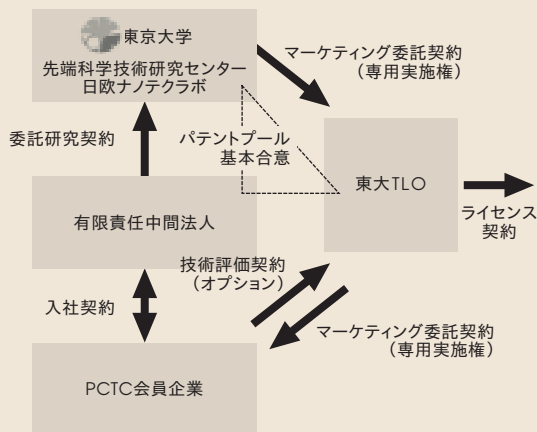 東京大学
先端科学技術研究センター
日欧ナノテクラボ
マーケティング委託契約
（専用実施権）
委託研究契約
パテントプール
基本合意
東大TLO
ライセンス
契約
有限責任中間法人
技術評価契約
（オプション）
入社契約
マーケティング委託契約
（専用実施権）
PCTC会員企業